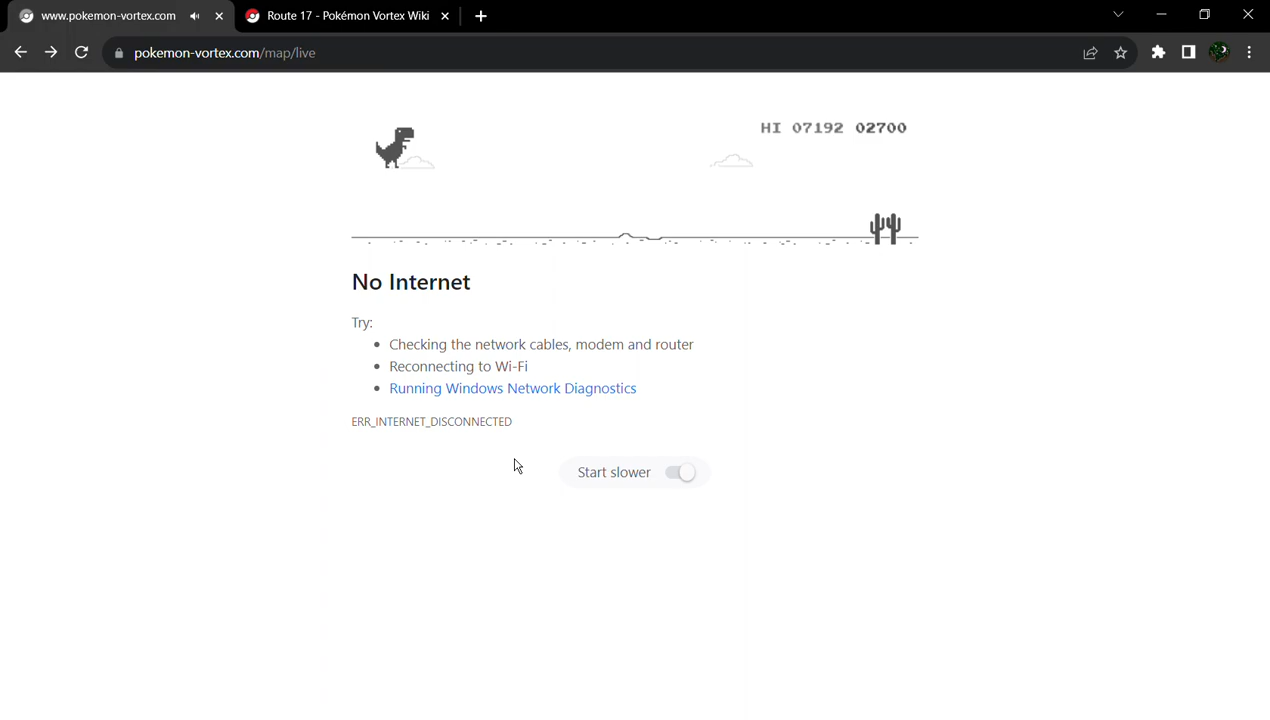 www.pokemon-vortex.com
Route 17 - Pokémon Vortex Wiki
pokemon-vortex.com/map/live
HI 07192 02700
No Internet
Try:
Checking the network cables, modem and router
Reconnecting to Wi-Fi
Running Windows Network Diagnostics
ERR_INTERNET_DISCONNECTED
Start slower